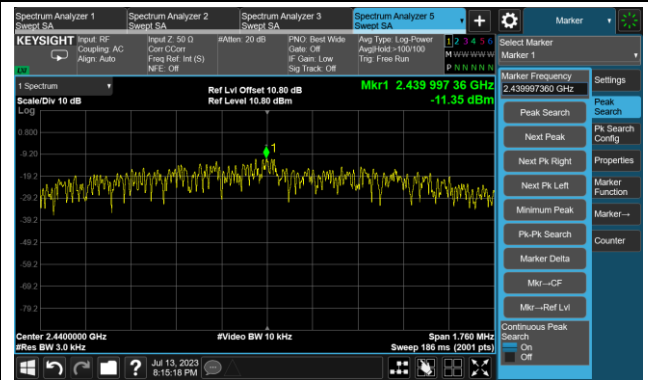 Spectrum Analyzer 1
Swept SA
Spectrum Analyzer 2
Swept SA
Spectrum Analyzer 3
Swept SA
Spectrum Analyzer 5
Swept SA
+
Marker
KEYSIGHT
Input: RF
Coupling: AC
Align: Auto
Input Z: 50 Ω
Corr CCorr
Freq Ref: Int (S)
NFE: Off
#Atten: 20 dB
PNO: Best Wide
Gate: Off
IF Gain: Low
Sig Track: Off
Avg Type: Log-Power
Avg|Hold:>100/100
Trig: Free Run
1 2 3 4 5 6
M W W W W W
P N N N N N
Select Marker
Marker 1
1 Spectrum
Scale/Div 10 dB
Log
Ref Lvl Offset 10.80 dB
Ref Level 10.80 dBm
Mkr1 2.439 997 36 GHz
-11.35 dBm
0.800
-9.20
-19.2
-29.2
-39.2
-49.2
-59.2
-69.2
-79.2
1
Marker Frequency
2.439997360 GHz
Peak Search
Next Peak
Next Pk Right
Next Pk Left
Minimum Peak
Pk-Pk Search
Marker Delta
Mkr→CF
Mkr→Ref Lvl
Continuous Peak
Search
On
Off
Settings
Peak
Search
Pk Search
Config
Properties
Marker
Function
Marker→
Counter
Center 2.4400000 GHz
#Res BW 3.0 kHz
#Video BW 10 kHz
Span 1.760 MHz
Sweep 186 ms (2001 pts)
?
Jul 13, 2023
8:15:18 PM